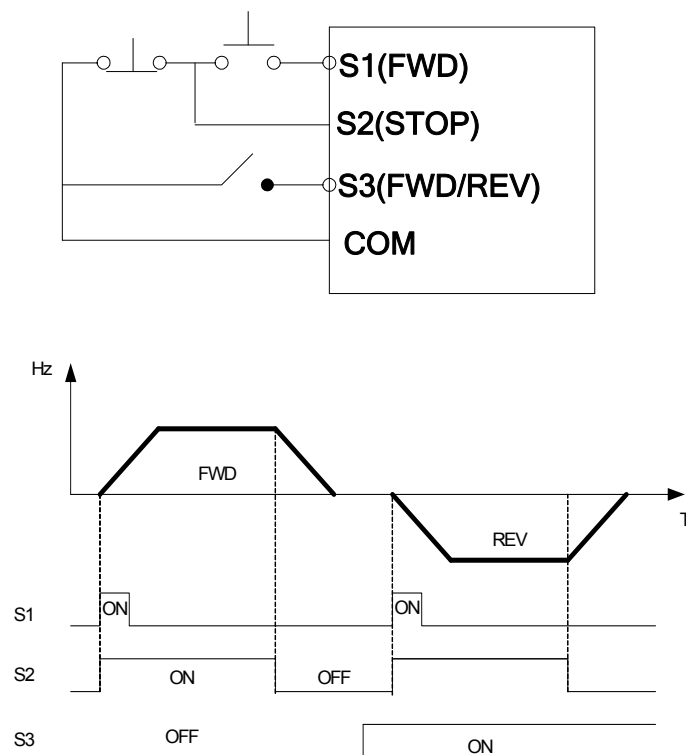 S1(FWD)
S2(STOP)
S3(FWD/REV)
COM
Hz
FWD
T
REV
S1 ON ON
S2 ON OFF
S3 OFF ON